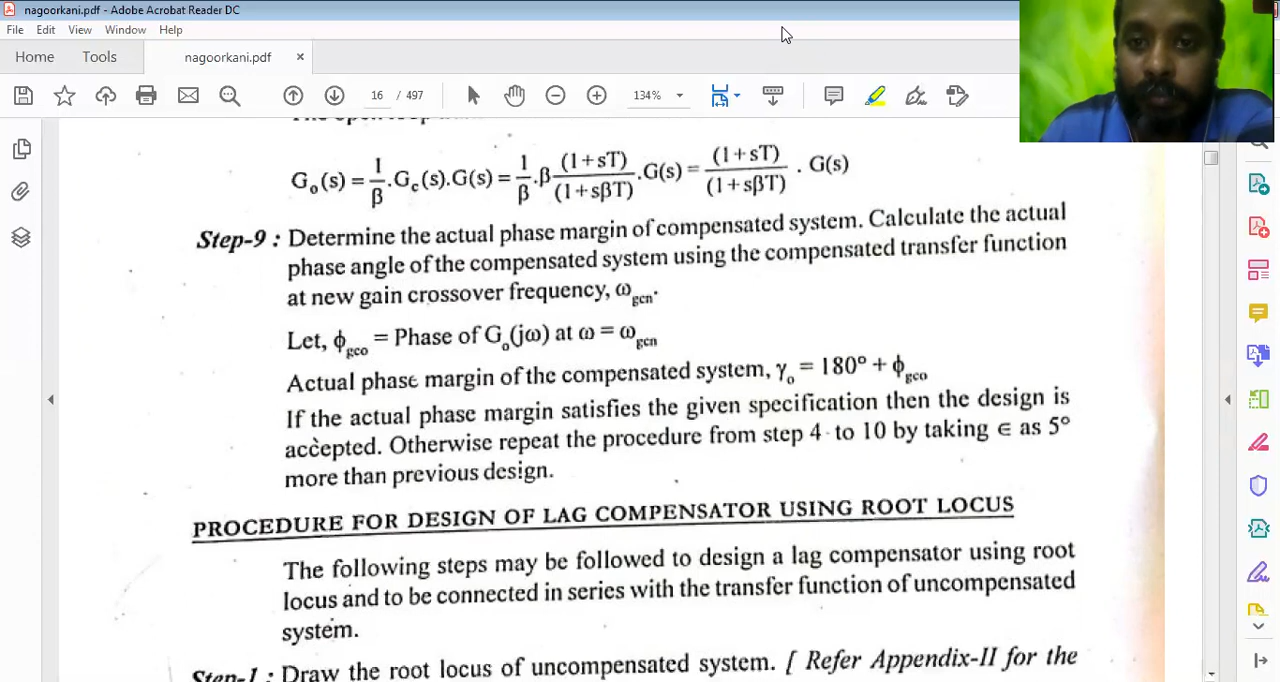 nagoorkani.pdf - Adobe Acrobat Reader DC
File Edit View Window Help
Home Tools nagoorkani.pdf ×
16 / 497 134%
The open loop
G₀(s) = 1/β . G_c(s).G(s) = 1/β . β (1+sT)/(1+sβT) .G(s) = (1+sT)/(1+sβT) . G(s)
Step-9 : Determine the actual phase margin of compensated system. Calculate the actual
phase angle of the compensated system using the compensated transfer function
at new gain crossover frequency, ω_gcn.
Let, ϕ_gco = Phase of G₀(jω) at ω = ω_gcn
Actual phase margin of the compensated system, γ₀ = 180° + ϕ_gco
If the actual phase margin satisfies the given specification then the design is
accepted. Otherwise repeat the procedure from step 4 to 10 by taking ∈ as 5°
more than previous design.
PROCEDURE FOR DESIGN OF LAG COMPENSATOR USING ROOT LOCUS
The following steps may be followed to design a lag compensator using root
locus and to be connected in series with the transfer function of uncompensated
system.
Step-1 : Draw the root locus of uncompensated system. [ Refer Appendix-II for the